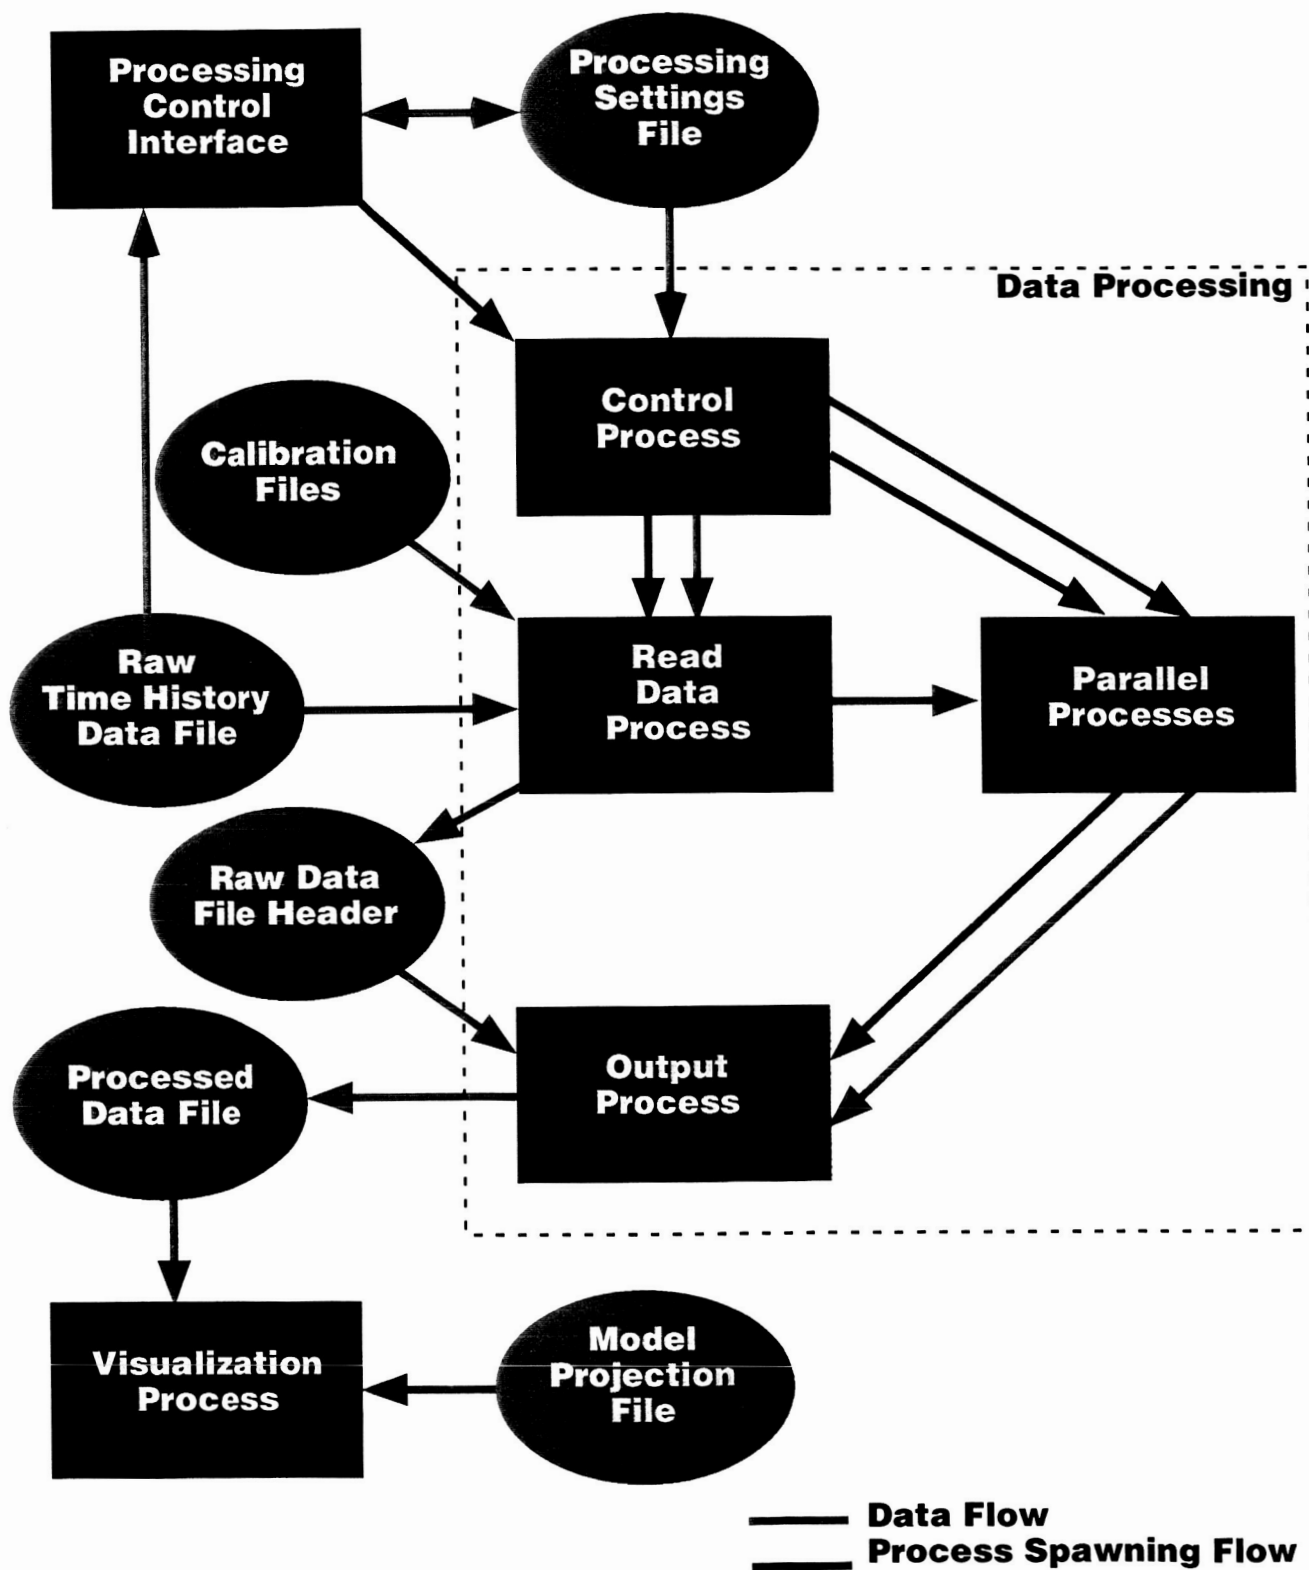 Processing
Control
Interface
Processing
Settings
File
Data Processing
Control
Process
Calibration
Files
Raw
Time History
Data File
Read
Data
Process
Parallel
Processes
Raw Data
File Header
Processed
Data File
Output
Process
Visualization
Process
Model
Projection
File
Data Flow
Process Spawning Flow